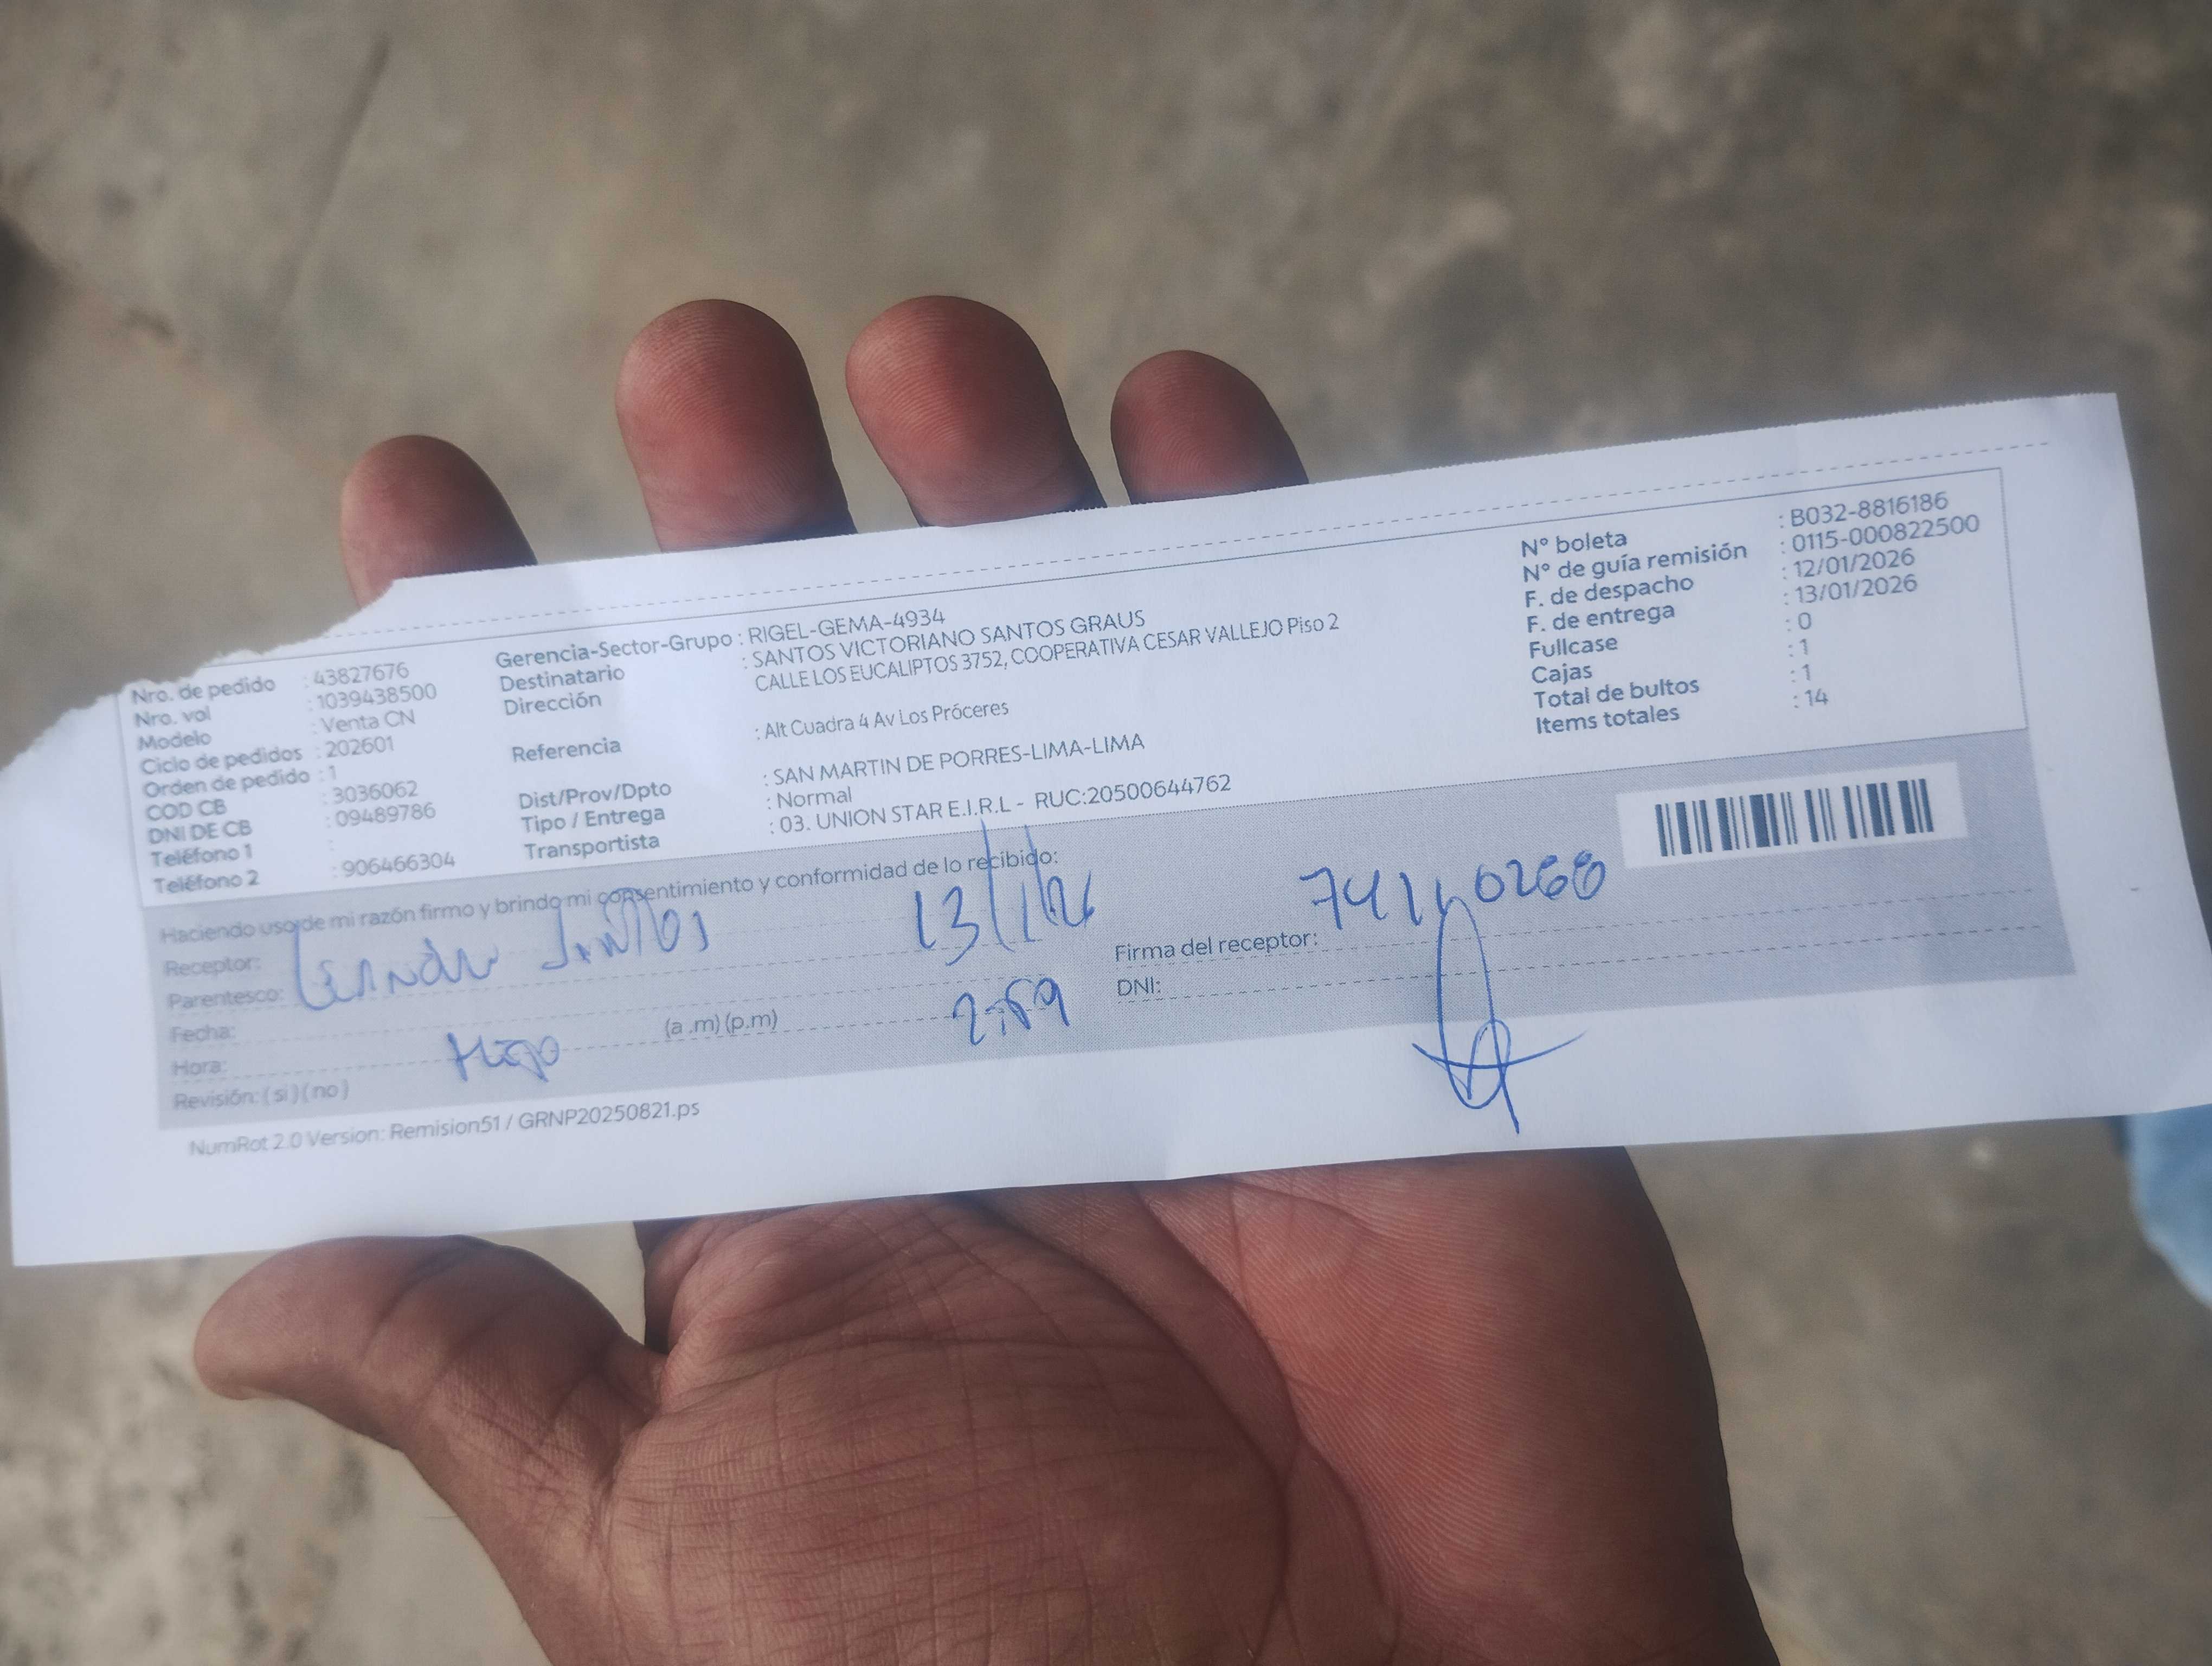 Nro. de pedido : 43827676
Nro. vol : 1039438500
Modelo : Venta CN
Ciclo de pedidos : 202601
Orden de pedido : 1
COD CB : 3036062
DNI DE CB : 09489786
Teléfono 1 :
Teléfono 2 : 906466304
Gerencia-Sector-Grupo : RIGEL-GEMA-4934
Destinatario : SANTOS VICTORIANO SANTOS GRAUS
Dirección CALLE LOS EUCALIPTOS 3752, COOPERATIVA CESAR VALLEJO Piso 2
Referencia : Alt Cuadra 4 Av Los Próceres
Dist/Prov/Dpto : SAN MARTIN DE PORRES-LIMA-LIMA
Tipo / Entrega : Normal
Transportista : 03. UNION STAR E.I.R.L - RUC:20500644762
N° boleta : B032-8816186
N° de guía remisión : 0115-000822500
F. de despacho : 12/01/2026
F. de entrega : 13/01/2026
Fullcase : 0
Cajas : 1
Total de bultos : 1
Items totales : 14
Haciendo uso de mi razón firmo y brindo mi consentimiento y conformidad de lo recibido:
Receptor:
Parentesco: Santos
13/1/26
Fecha:
Hora: (a .m) (p.m)
Revisión: ( si ) ( no )
Firma del receptor:
DNI:
NumRot 2.0 Version: Remision51 / GRNP20250821.ps